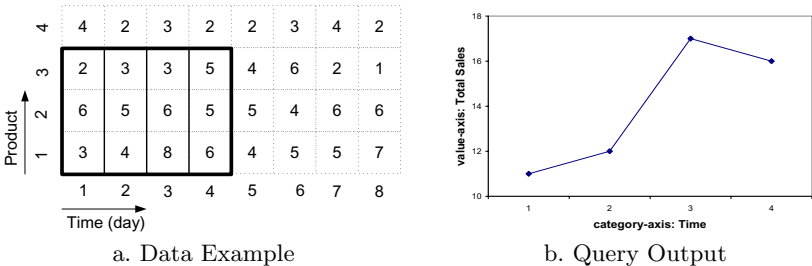 4 4 2 3 2 2 3 4 2
3 2 3 3 5 4 6 2 1
2 6 5 6 5 5 4 6 6
1 3 4 8 6 4 5 5 7
1 2 3 4 5 6 7 8
Product
Time (day)
a. Data Example
18
16
14
12
10
value-axis: Total Sales
1 2 3 4
category-axis: Time
b. Query Output